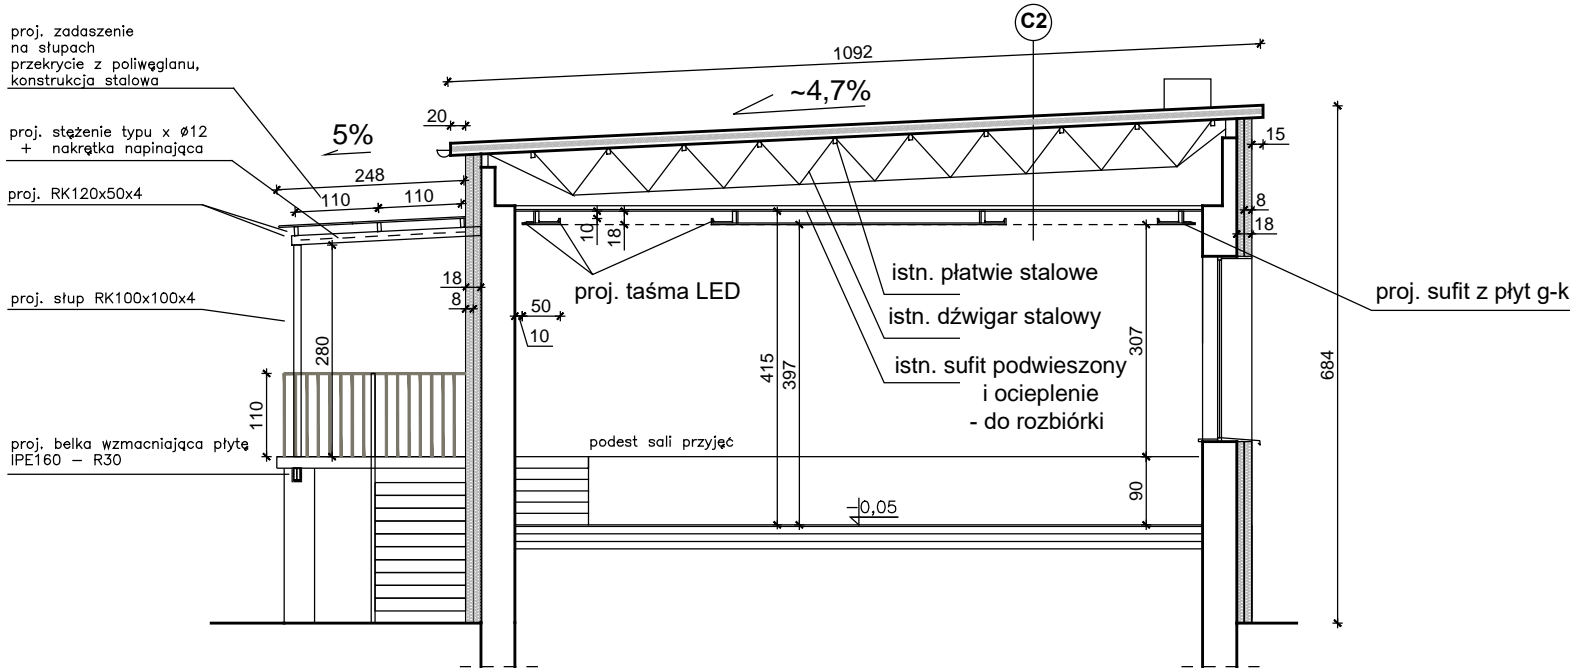 proj. zadaszenie
na słupach
przekrycie z poliwęglanu,
konstrukcja stalowa
proj. stężenie typu x ø12
+ nakrętka napinająca
proj. RK120x50x4
proj. słup RK100x100x4
proj. belka wzmacniająca płytę
IPE160 – R30
C2
1092
~4,7%
20
5%
248
110
110
15
8
18
10
18
18
8
50
10
280
110
415
397
307
90
684
proj. taśma LED
istn. płatwie stalowe
istn. dźwigar stalowy
istn. sufit podwieszony
i ocieplenie
- do rozbiórki
proj. sufit z płyt g-k
podest sali przyjęć
−0,05